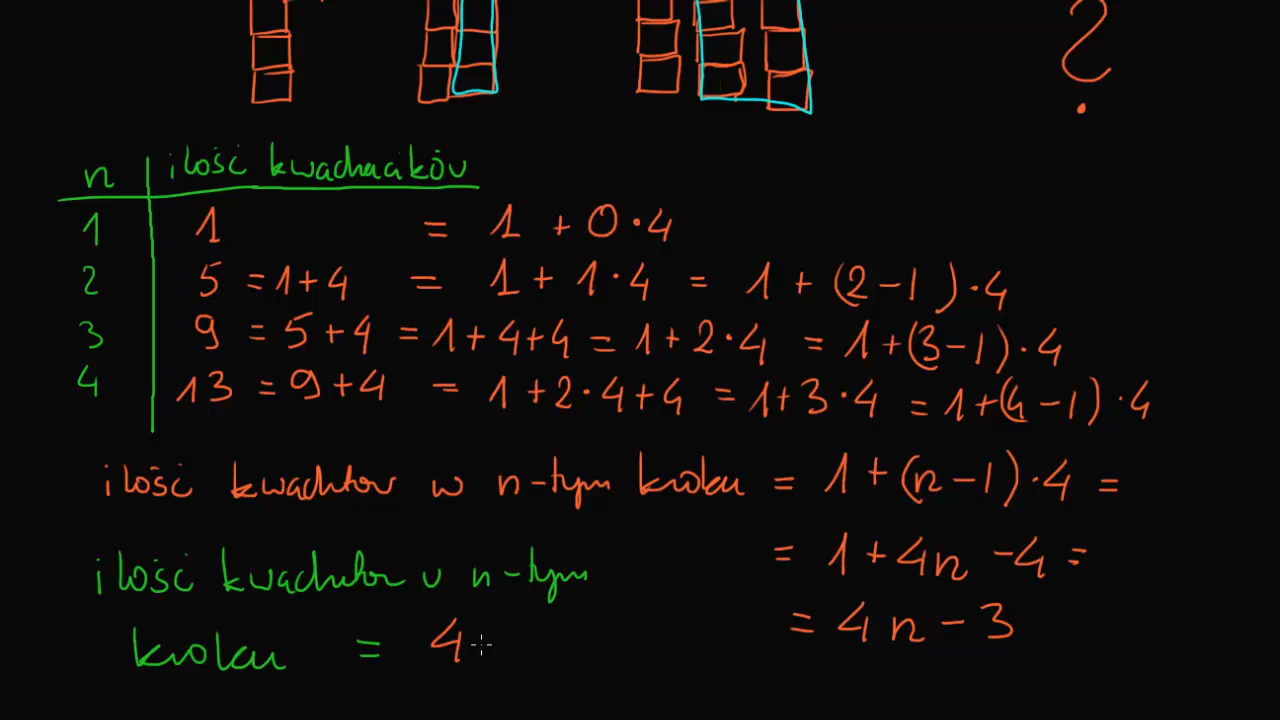 ?
n ilość kwadracików
1 1 = 1 + 0·4
2 5 = 1+4 = 1 + 1·4 = 1 + (2-1)·4
3 9 = 5+4 = 1+4+4 = 1+2·4 = 1+(3-1)·4
4 13 = 9+4 = 1+2·4+4 = 1+3·4 = 1+(4-1)·4
ilość kwadratów w n-tym kroku = 1+(n-1)·4 =
= 1+4n-4 =
ilość kwadratów w n-tym
= 4n-3
kroku = 4